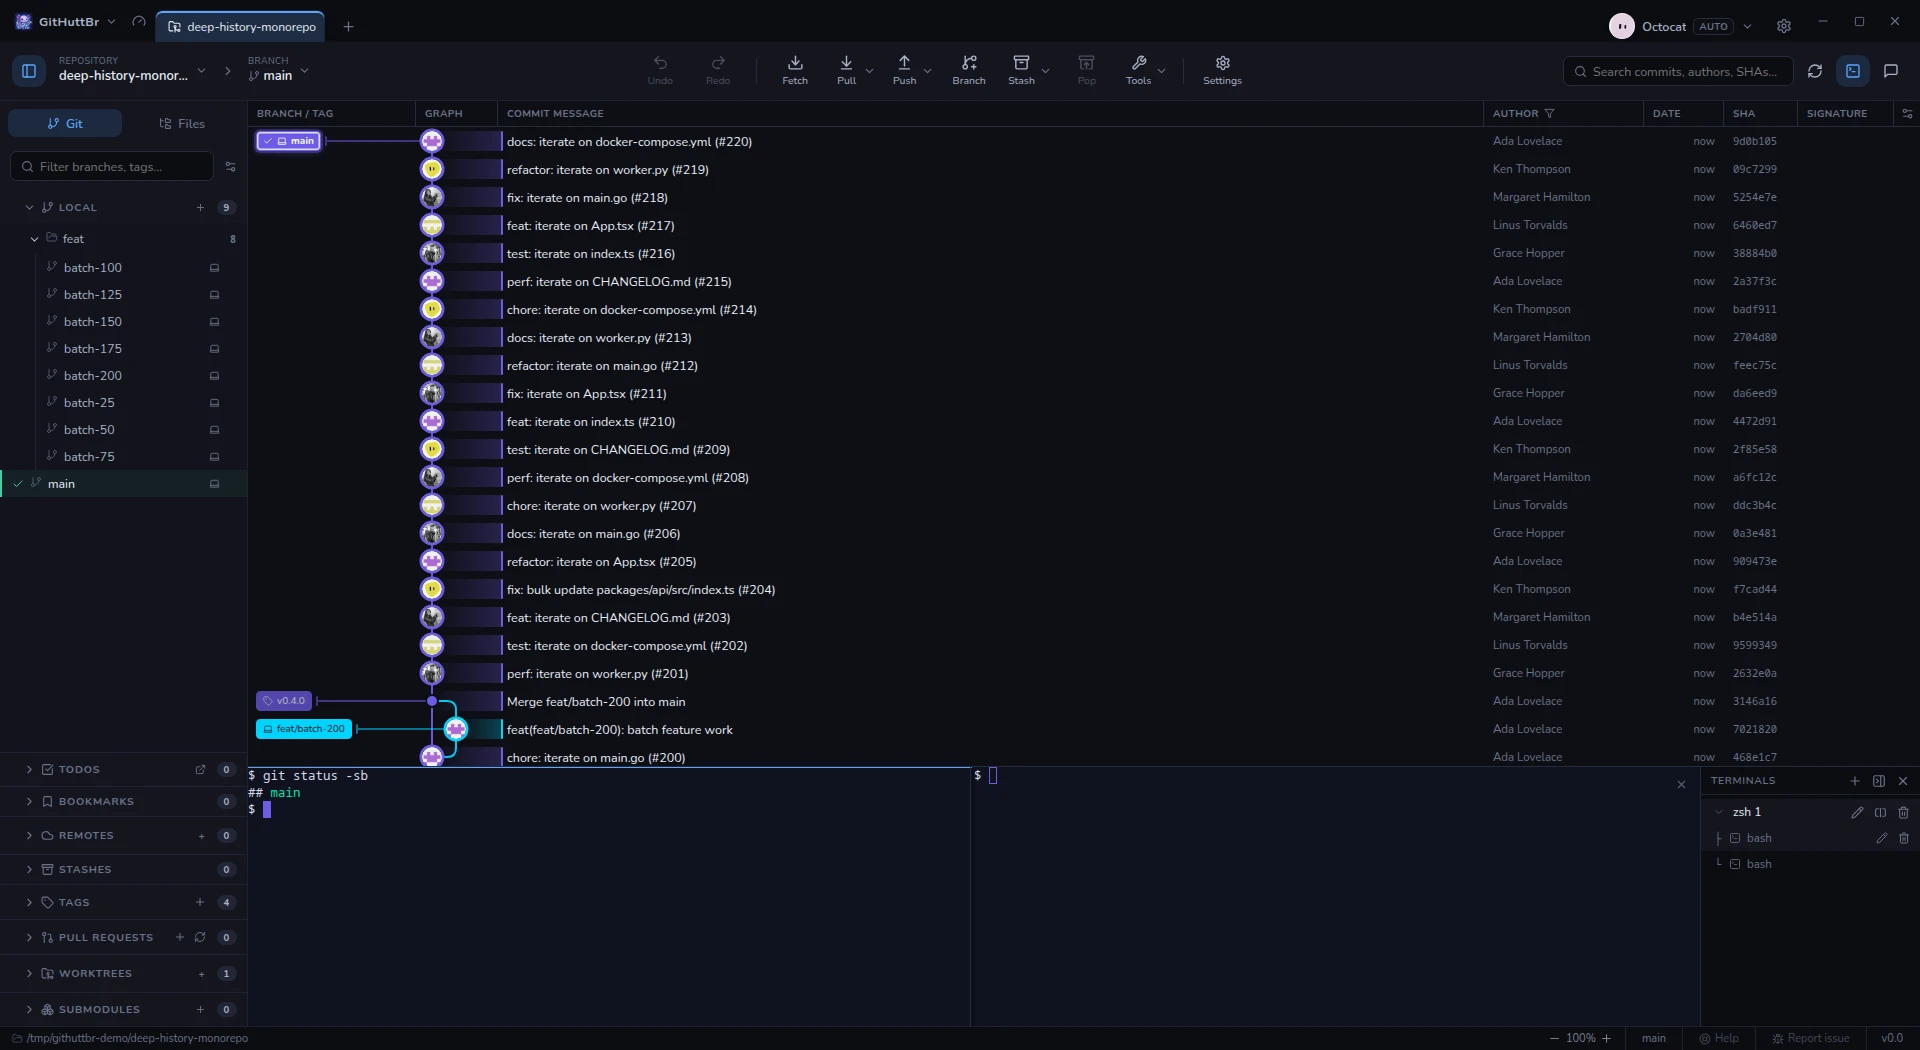 GitHuttBr
deep-history-monorepo
Octocat AUTO
REPOSITORY
deep-history-monor...
BRANCH
main
Undo
Redo
Fetch
Pull
Push
Branch
Stash
Pop
Tools
Settings
Search commits, authors, SHAs...
Git
Files
Filter branches, tags...
LOCAL 9
feat 8
batch-100
batch-125
batch-150
batch-175
batch-200
batch-25
batch-50
batch-75
main
TODOS 0
BOOKMARKS 0
REMOTES 0
STASHES 0
TAGS 4
PULL REQUESTS 0
WORKTREES 1
SUBMODULES 0
BRANCH / TAG GRAPH COMMIT MESSAGE AUTHOR DATE SHA SIGNATURE
main docs: iterate on docker-compose.yml (#220) Ada Lovelace now 9d0b105
refactor: iterate on worker.py (#219) Ken Thompson now 09c7299
fix: iterate on main.go (#218) Margaret Hamilton now 5254e7e
feat: iterate on App.tsx (#217) Linus Torvalds now 6460ed7
test: iterate on index.ts (#216) Grace Hopper now 38884b0
perf: iterate on CHANGELOG.md (#215) Ada Lovelace now 2a37f3c
chore: iterate on docker-compose.yml (#214) Ken Thompson now badf911
docs: iterate on worker.py (#213) Margaret Hamilton now 2704d80
refactor: iterate on main.go (#212) Linus Torvalds now feec75c
fix: iterate on App.tsx (#211) Grace Hopper now da6eed9
feat: iterate on index.ts (#210) Ada Lovelace now 4472d91
test: iterate on CHANGELOG.md (#209) Ken Thompson now 2f85e58
perf: iterate on docker-compose.yml (#208) Margaret Hamilton now a6fc12c
chore: iterate on worker.py (#207) Linus Torvalds now ddc3b4c
docs: iterate on main.go (#206) Grace Hopper now 0a3e481
refactor: iterate on App.tsx (#205) Ada Lovelace now 909473e
fix: bulk update packages/api/src/index.ts (#204) Ken Thompson now f7cad44
feat: iterate on CHANGELOG.md (#203) Margaret Hamilton now b4e514a
test: iterate on docker-compose.yml (#202) Linus Torvalds now 9599349
perf: iterate on worker.py (#201) Grace Hopper now 2632e0a
v0.4.0 Merge feat/batch-200 into main Ada Lovelace now 3146a16
feat/batch-200 feat(feat/batch-200): batch feature work Ada Lovelace now 7021820
chore: iterate on main.go (#200) Ada Lovelace now 468e1c7
$ git status -sb
## main
$
$
TERMINALS
zsh 1
bash
bash
/tmp/githuttbr-demo/deep-history-monorepo
100%
main
Help
Report issue
v0.0